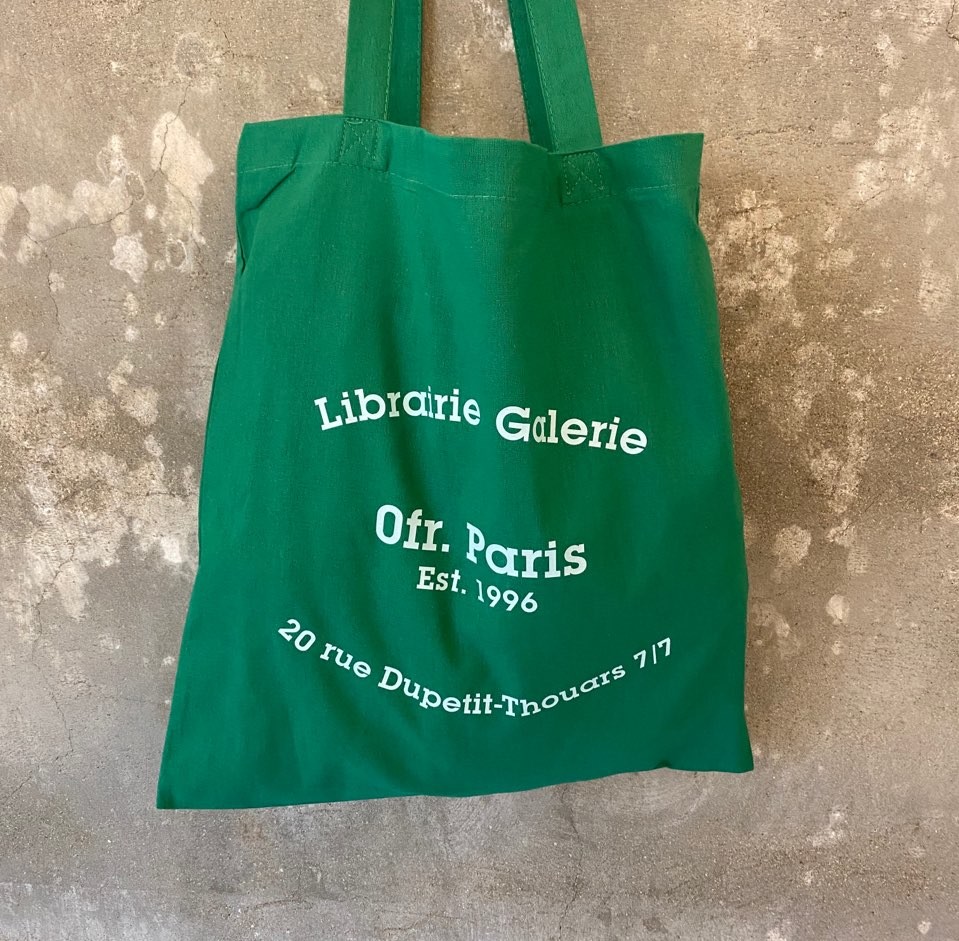 Librairie Galerie
Ofr. Paris
Est. 1996
20 rue Dupetit-Thouars 7/7